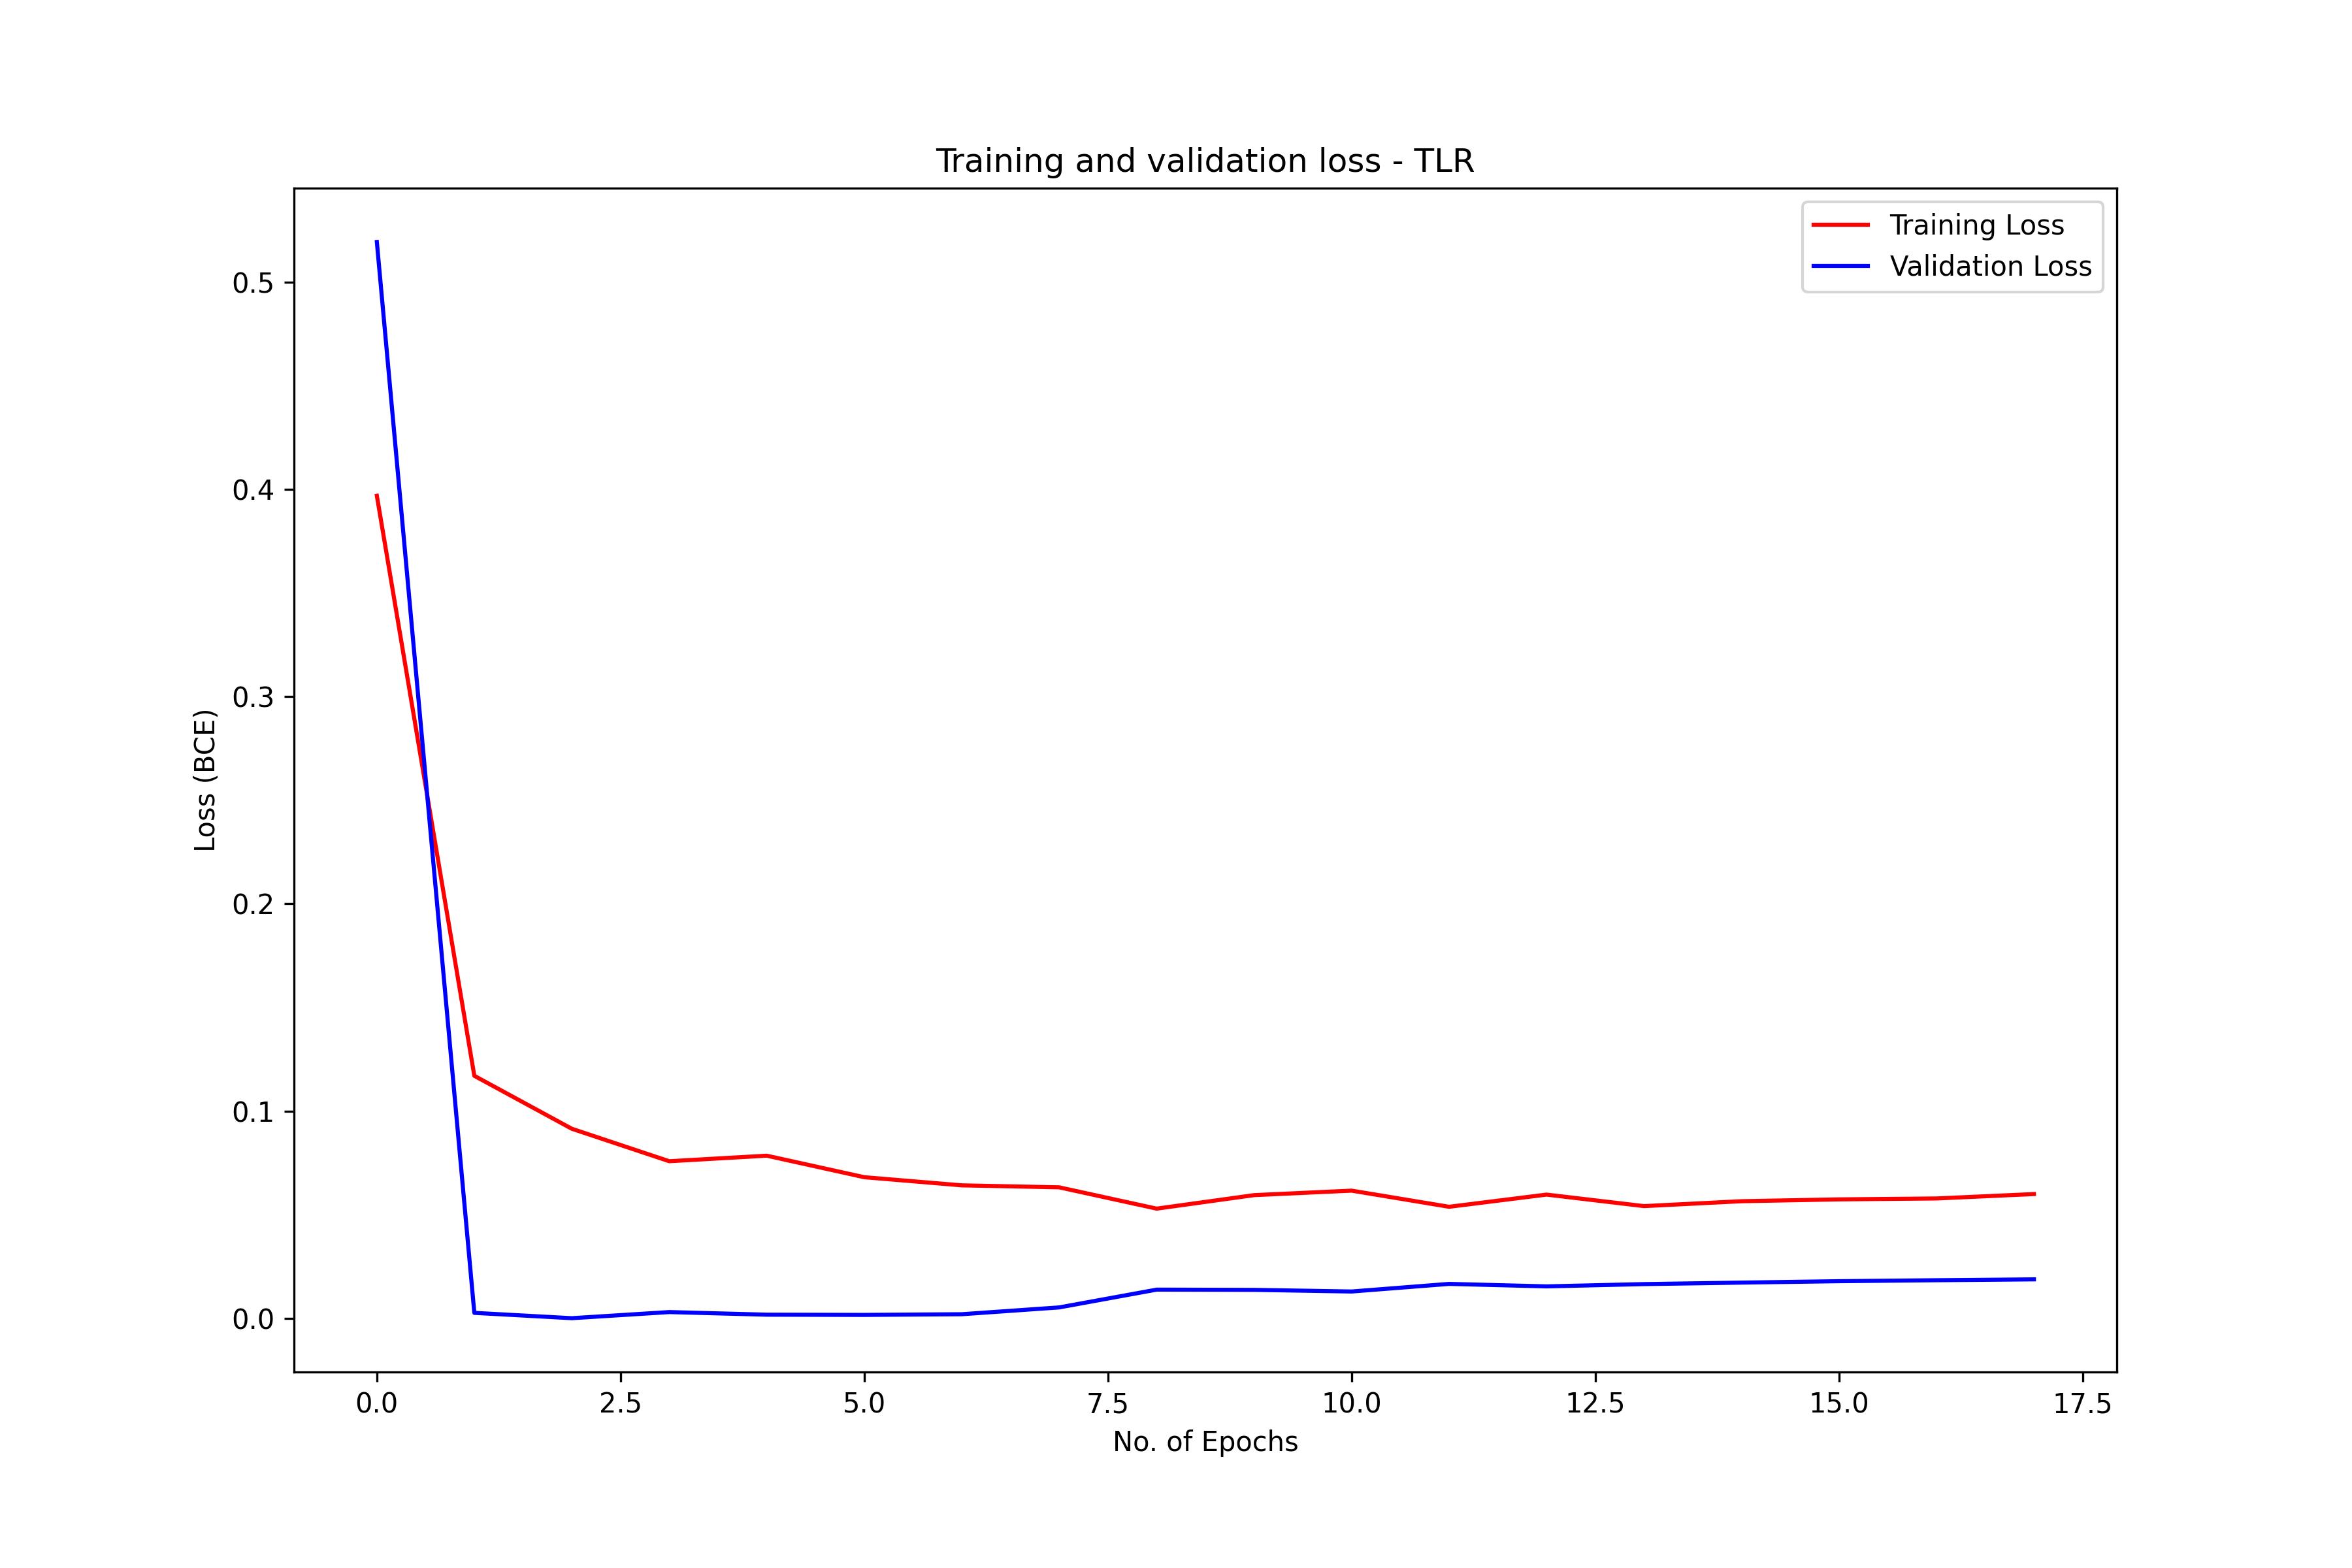 Training and validation loss - TLR
Training Loss
Validation Loss
0.5
0.4
0.3
0.2
0.1
0.0
Loss (BCE)
0.0 2.5 5.0 7.5 10.0 12.5 15.0 17.5
No. of Epochs